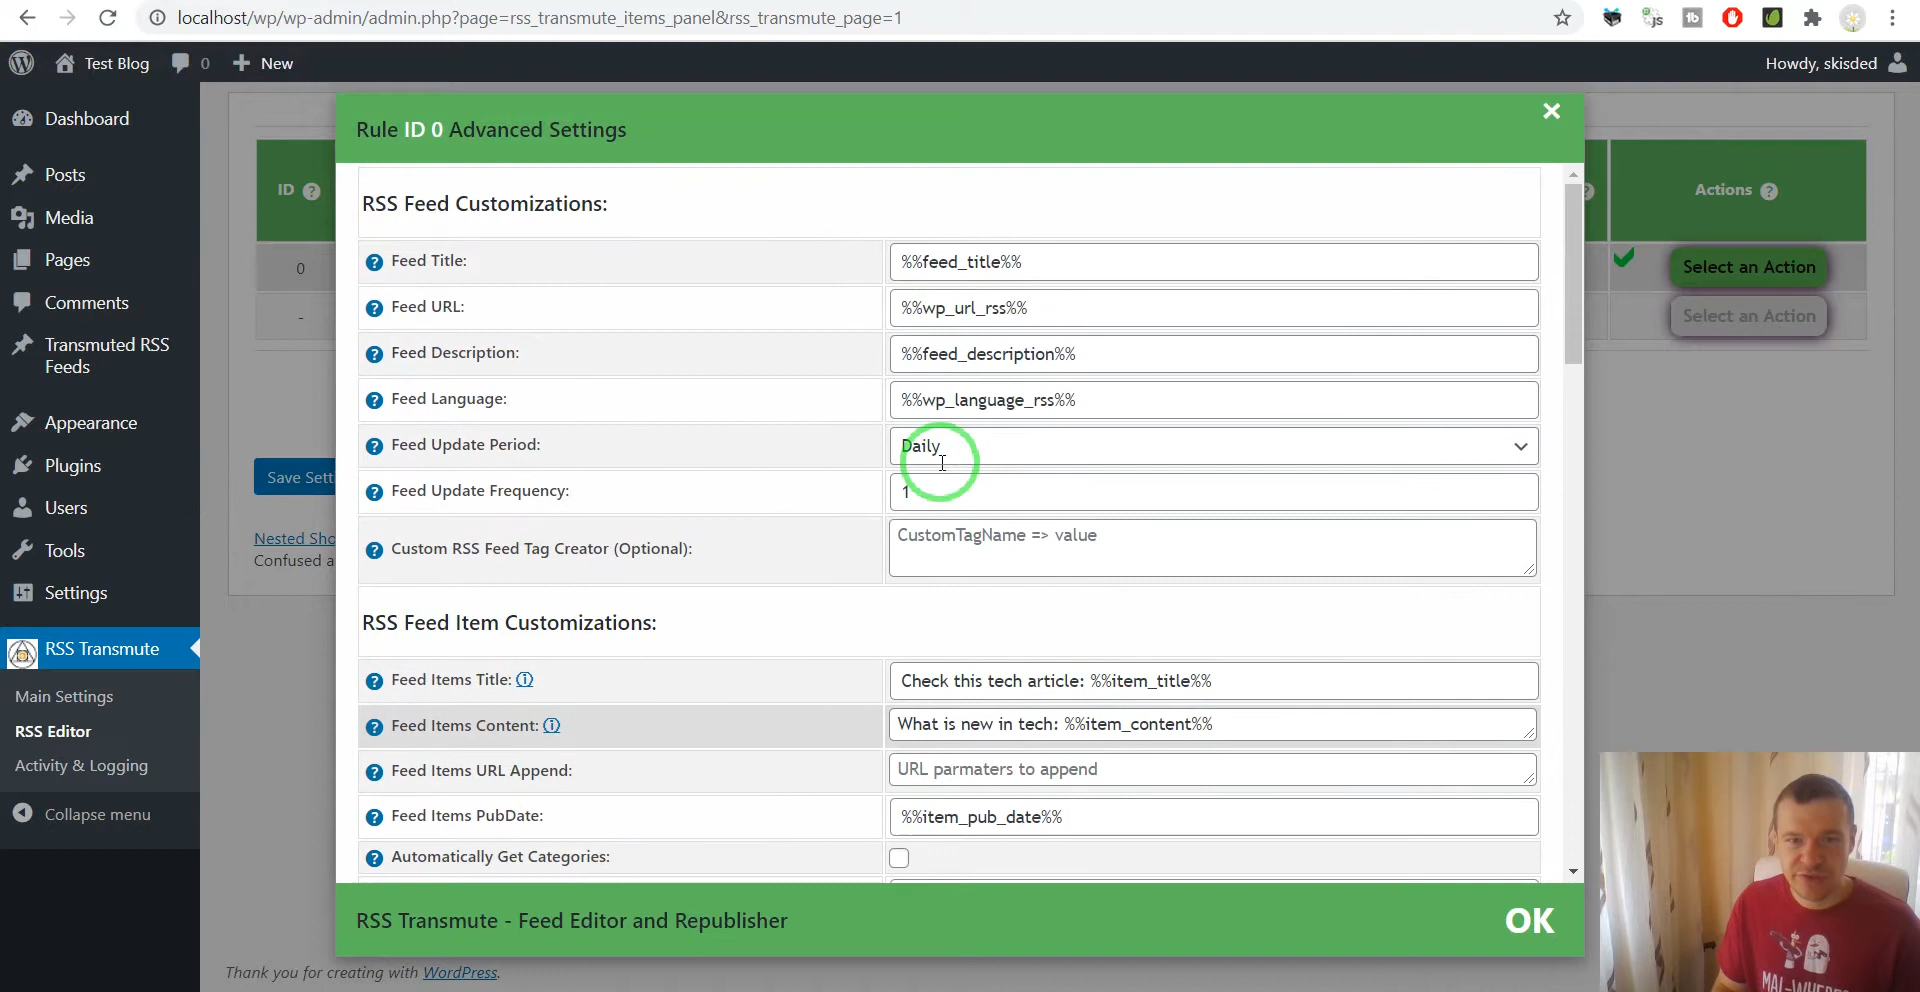 localhost/wp/wp-admin/admin.php?page=rss_transmute_items_panel&rss_transmute_page=1
Test Blog
0
New
Howdy, skisded
Dashboard
Posts
Media
Pages
Comments
Transmuted RSS
Feeds
Appearance
Plugins
Users
Tools
Settings
RSS Transmute
Main Settings
RSS Editor
Activity & Logging
Collapse menu
ID
0
-
Save Sett
Nested Sho
Confused a
Actions
Select an Action
Select an Action
Rule ID 0 Advanced Settings
RSS Feed Customizations:
Feed Title:
%%feed_title%%
Feed URL:
%%wp_url_rss%%
Feed Description:
%%feed_description%%
Feed Language:
%%wp_language_rss%%
Feed Update Period:
Daily
Feed Update Frequency:
1
Custom RSS Feed Tag Creator (Optional):
CustomTagName => value
RSS Feed Item Customizations:
Feed Items Title:
Check this tech article: %%item_title%%
Feed Items Content:
What is new in tech: %%item_content%%
Feed Items URL Append:
URL parmaters to append
Feed Items PubDate:
%%item_pub_date%%
Automatically Get Categories:
RSS Transmute - Feed Editor and Republisher
OK
Thank you for creating with WordPress.